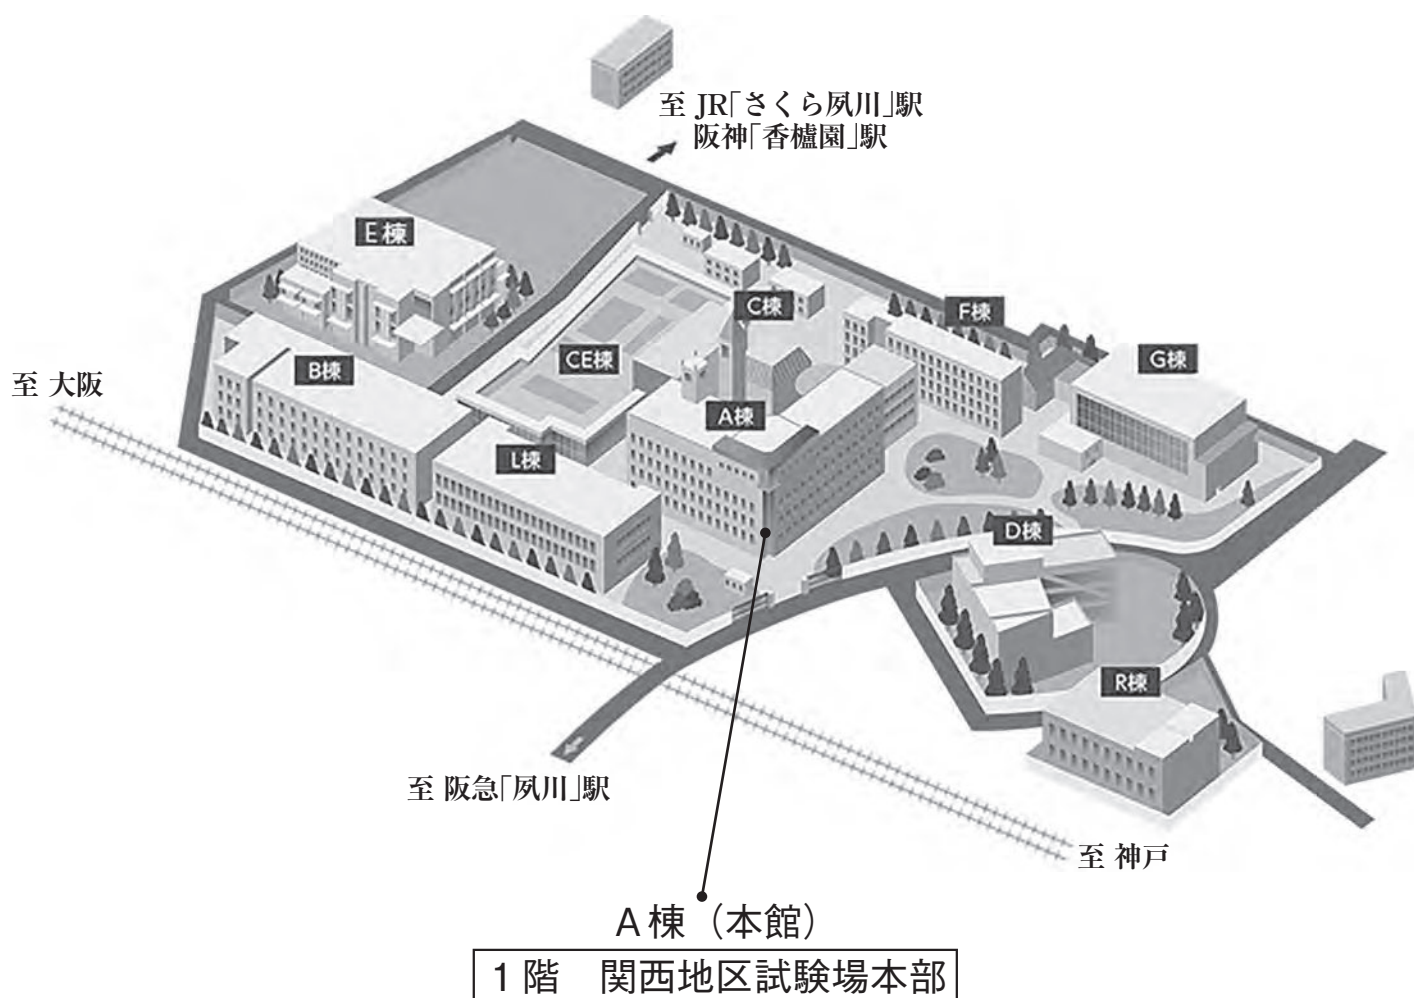 至 JR「さくら夙川」駅
阪神「香櫨園」駅
E棟
C棟
F棟
CE棟
G棟
B棟
至 大阪
A棟
L棟
D棟
R棟
至 阪急「夙川」駅
至 神戸
A棟（本館）
1階　関西地区試験場本部